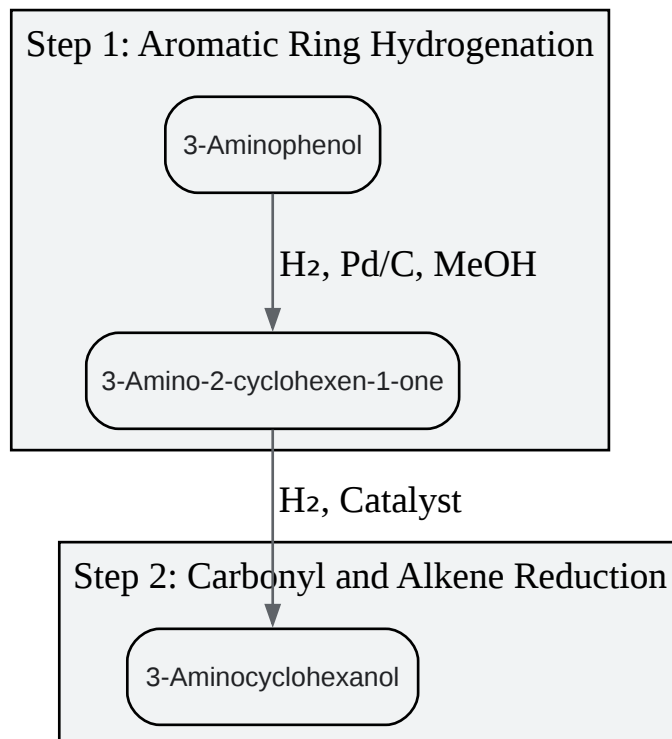 Step 1: Aromatic Ring Hydrogenation
3-Aminophenol
H₂, Pd/C, MeOH
3-Amino-2-cyclohexen-1-one
H₂, Catalyst
Step 2: Carbonyl and Alkene Reduction
3-Aminocyclohexanol